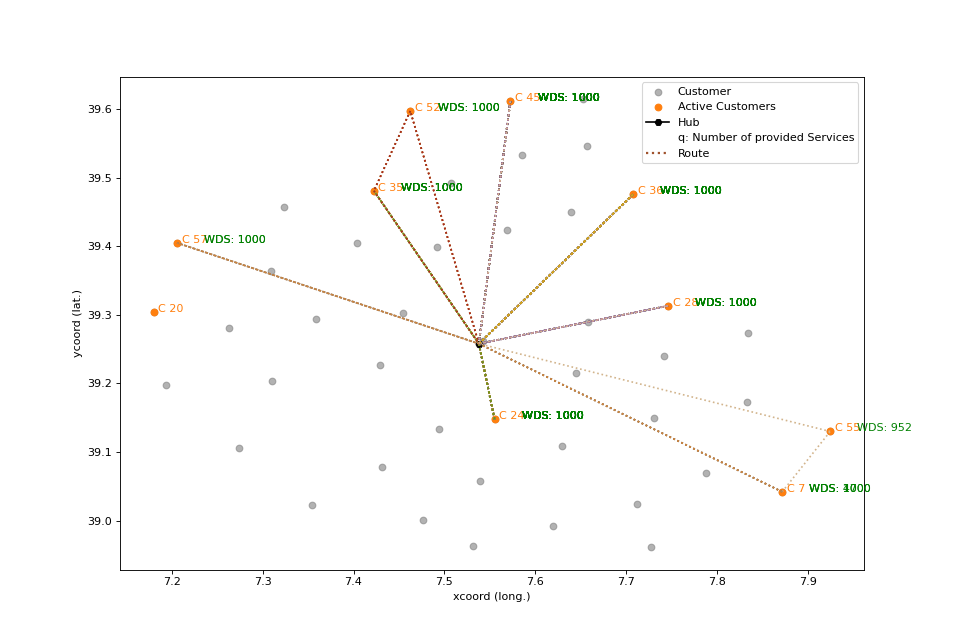 39.6
39.5
39.4
39.3
39.2
39.1
39.0
ycoord (lat.)
7.2 7.3 7.4 7.5 7.6 7.7 7.8 7.9
xcoord (long.)
Customer
Active Customers
Hub
q: Number of provided Services
Route
C 52 WDS: 1000
C 45 WDS: 1000
C 35 WDS: 1000
C 36 WDS: 1000
C 57 WDS: 1000
C 20
C 28 WDS: 1000
C 24 WDS: 1000
C 55 WDS: 952
C 7 WDS: